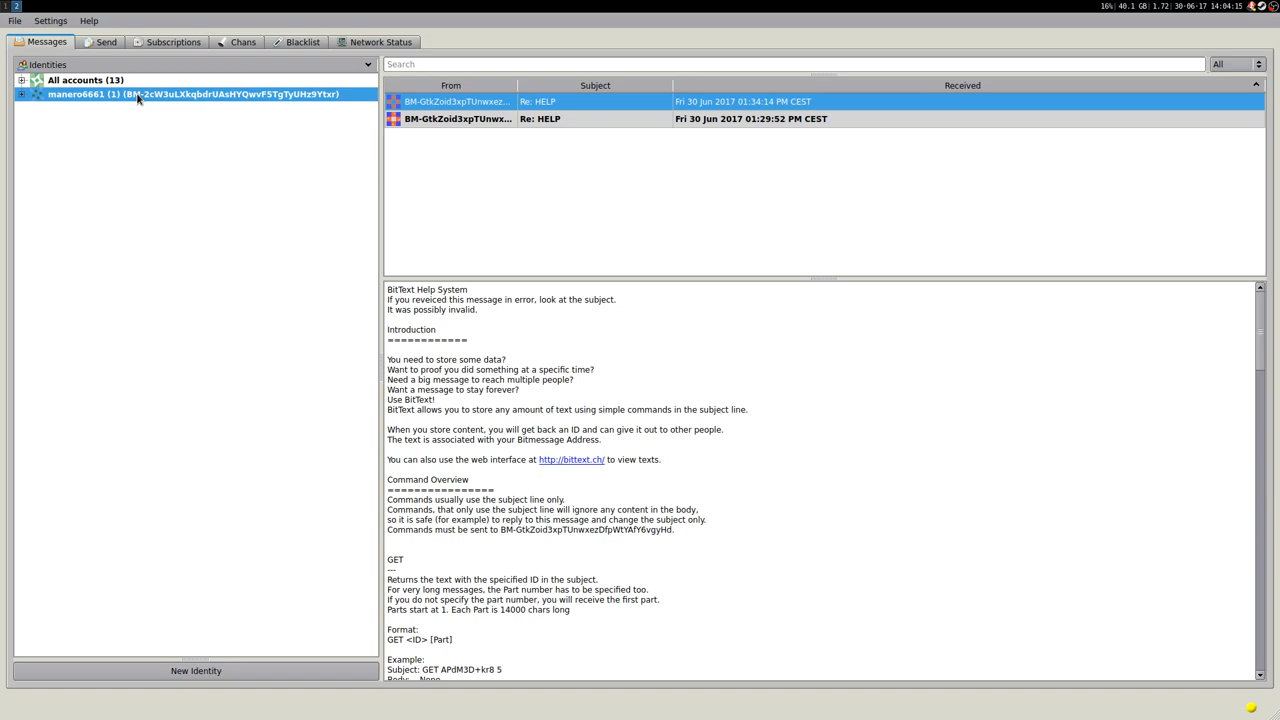 1 2 16%| 40.1 GB| 1.72| 30-06-17 14:04:15
File Settings Help
Messages Send Subscriptions Chans Blacklist Network Status
Identities
All accounts (13)
manero6661 (1) (BM-2cW3uLXkqbdrUAsHYQwvF5TgTyUHz9Ytxr)
New Identity
Search All
From Subject Received
BM-GtkZoid3xpTUnwxez... Re: HELP Fri 30 Jun 2017 01:34:14 PM CEST
BM-GtkZoid3xpTUnwx... Re: HELP Fri 30 Jun 2017 01:29:52 PM CEST
BitText Help System
If you reveiced this message in error, look at the subject.
It was possibly invalid.
Introduction
============
You need to store some data?
Want to proof you did something at a specific time?
Need a big message to reach multiple people?
Want a message to stay forever?
Use BitText!
BitText allows you to store any amount of text using simple commands in the subject line.
When you store content, you will get back an ID and can give it out to other people.
The text is associated with your Bitmessage Address.
You can also use the web interface at http://bittext.ch/ to view texts.
Command Overview
================
Commands usually use the subject line only.
Commands, that only use the subject line will ignore any content in the body,
so it is safe (for example) to reply to this message and change the subject only.
Commands must be sent to BM-GtkZoid3xpTUnwxezDfpWtYAfY6vgyHd.
GET
---
Returns the text with the speicified ID in the subject.
For very long messages, the Part number has to be specified too.
If you do not specify the part number, you will receive the first part.
Parts start at 1. Each Part is 14000 chars long
Format:
GET <ID> [Part]
Example:
Subject: GET APdM3D+kr8 5
Body: None